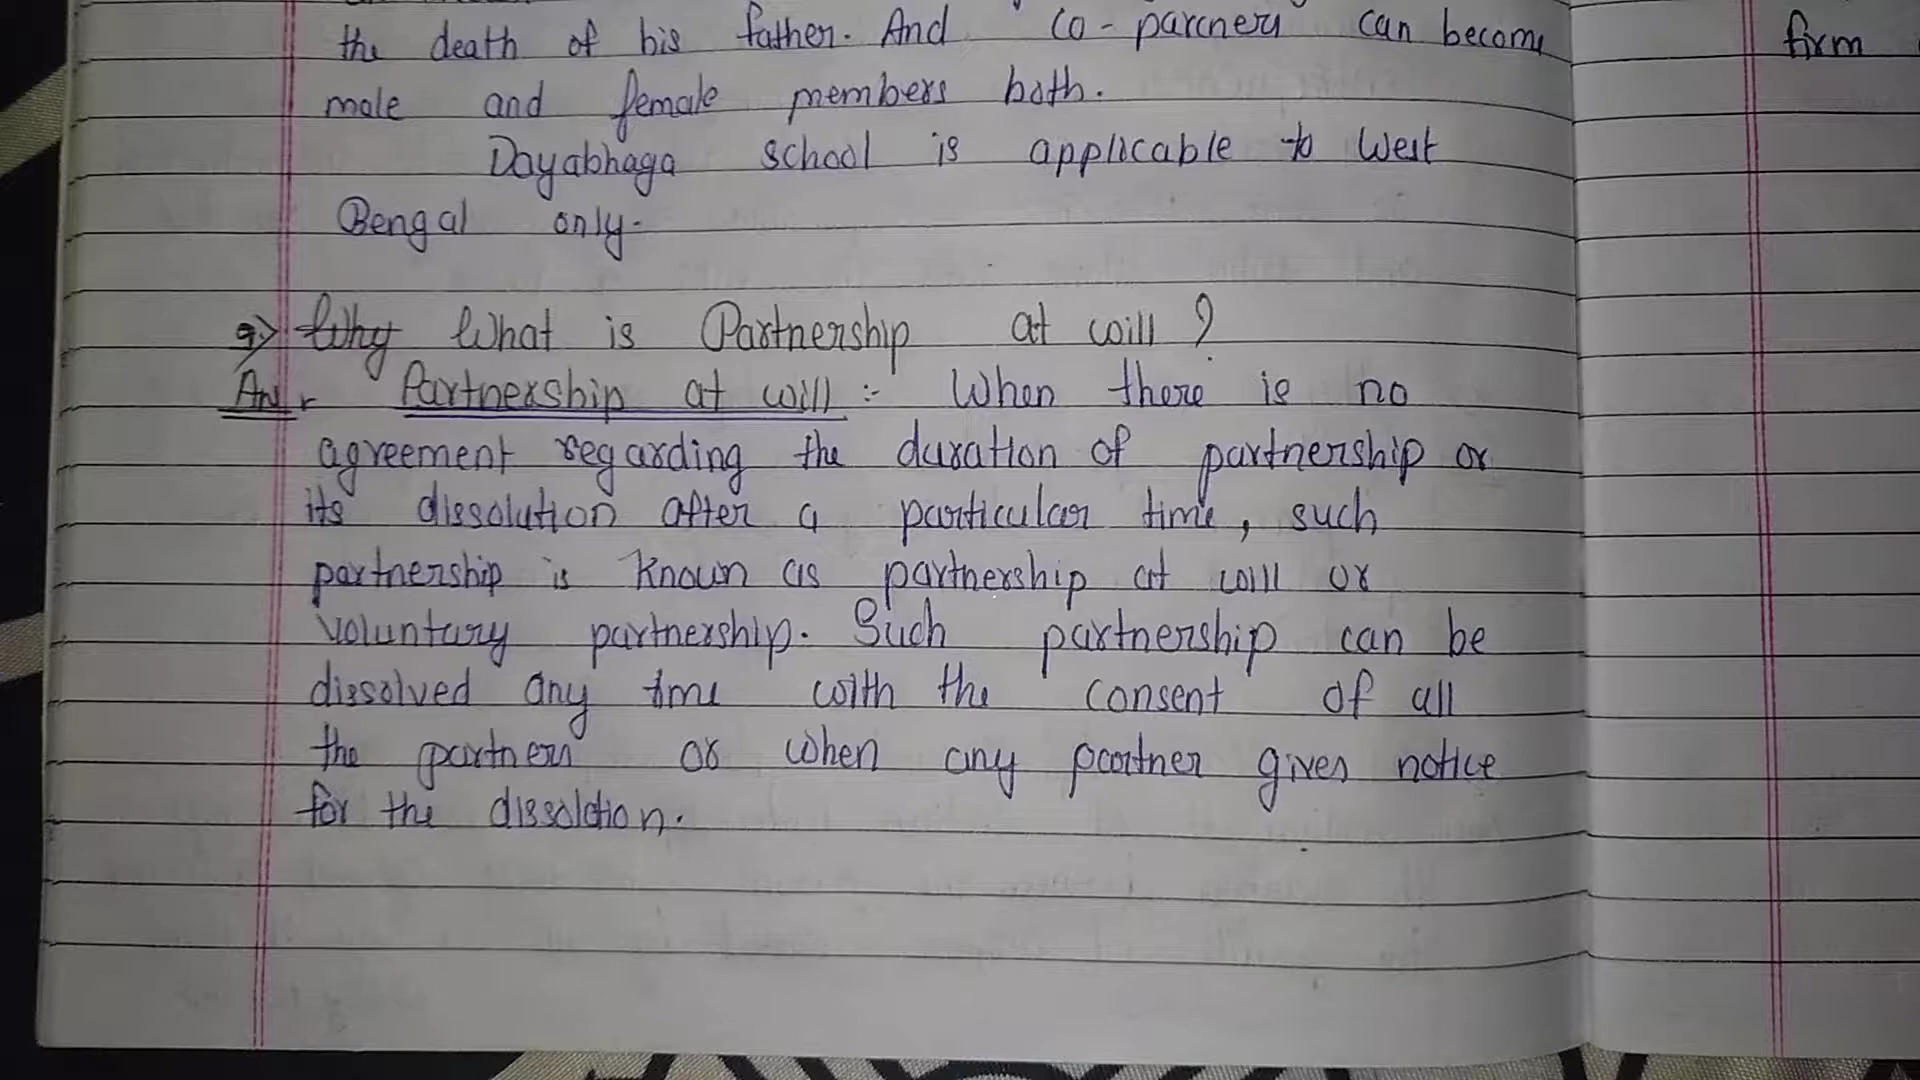 the death of his father. And co-parceners can become
male and female members both.
Dayabhaga school is applicable to West
Bengal only.
9) Why What is Partnership at will ?
Ans Partnership at will :- When there is no
agreement regarding the duration of partnership or
its dissolution after a particular time, such
partnership is known as partnership at will or
voluntary partnership. Such partnership can be
dissolved any time with the consent of all
the partners or when any partner gives notice
for the dissolution.
firm